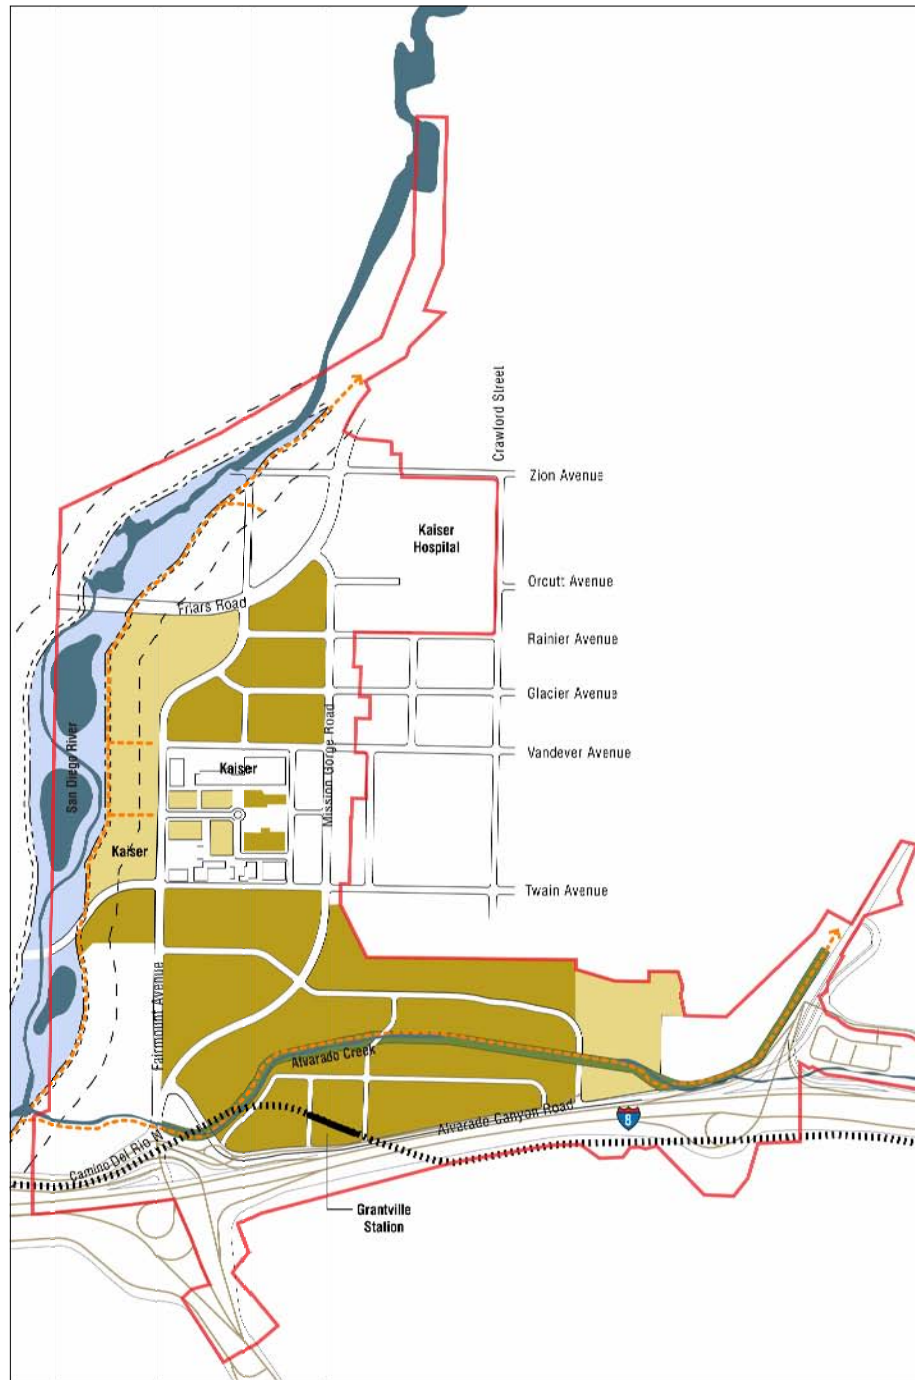 Crawford Street
Zion Avenue
Kaiser
Hospital
Orcutt Avenue
Friars Road
Rainier Avenue
Glacier Avenue
Mission Gorge Road
San Diego River
Vandever Avenue
Kaiser
Kaiser
Twain Avenue
Fairmount Avenue
Alvarado Creek
Alvarade Canyon Road
8
Camino Del Rio N
Grantville
Station